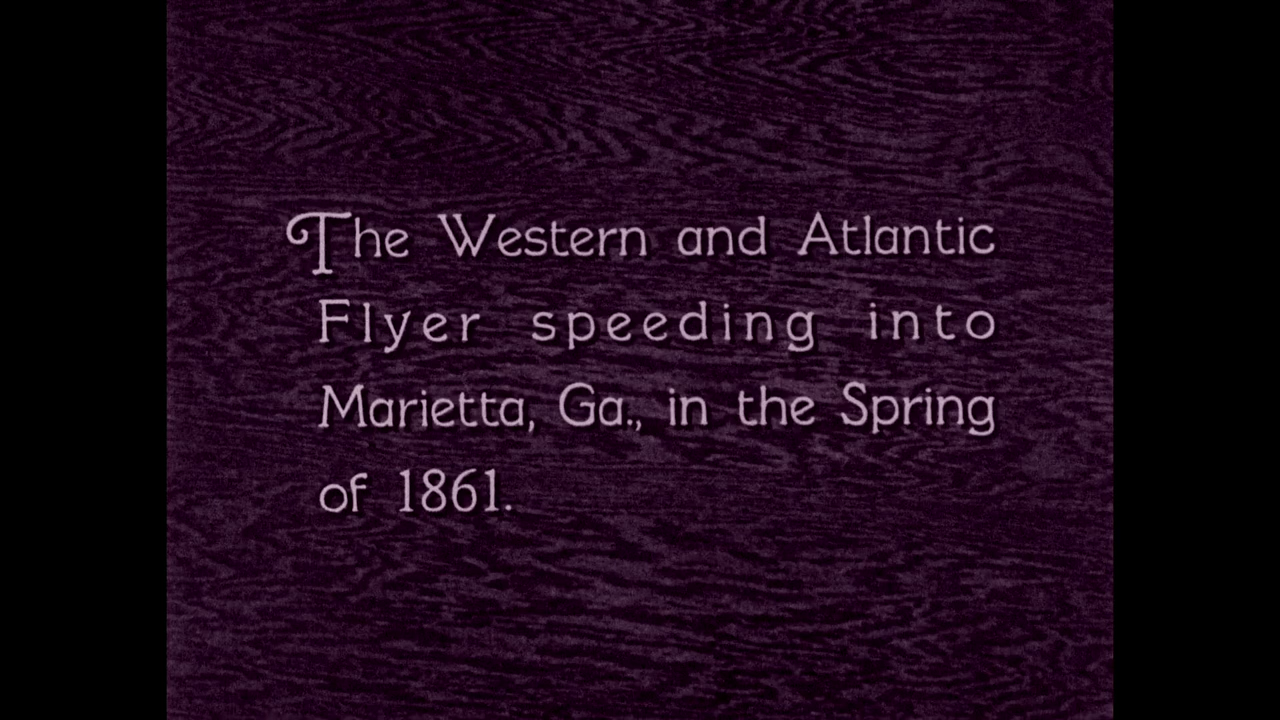 The Western and Atlantic
Flyer speeding into
Marietta, Ga., in the Spring
of 1861.